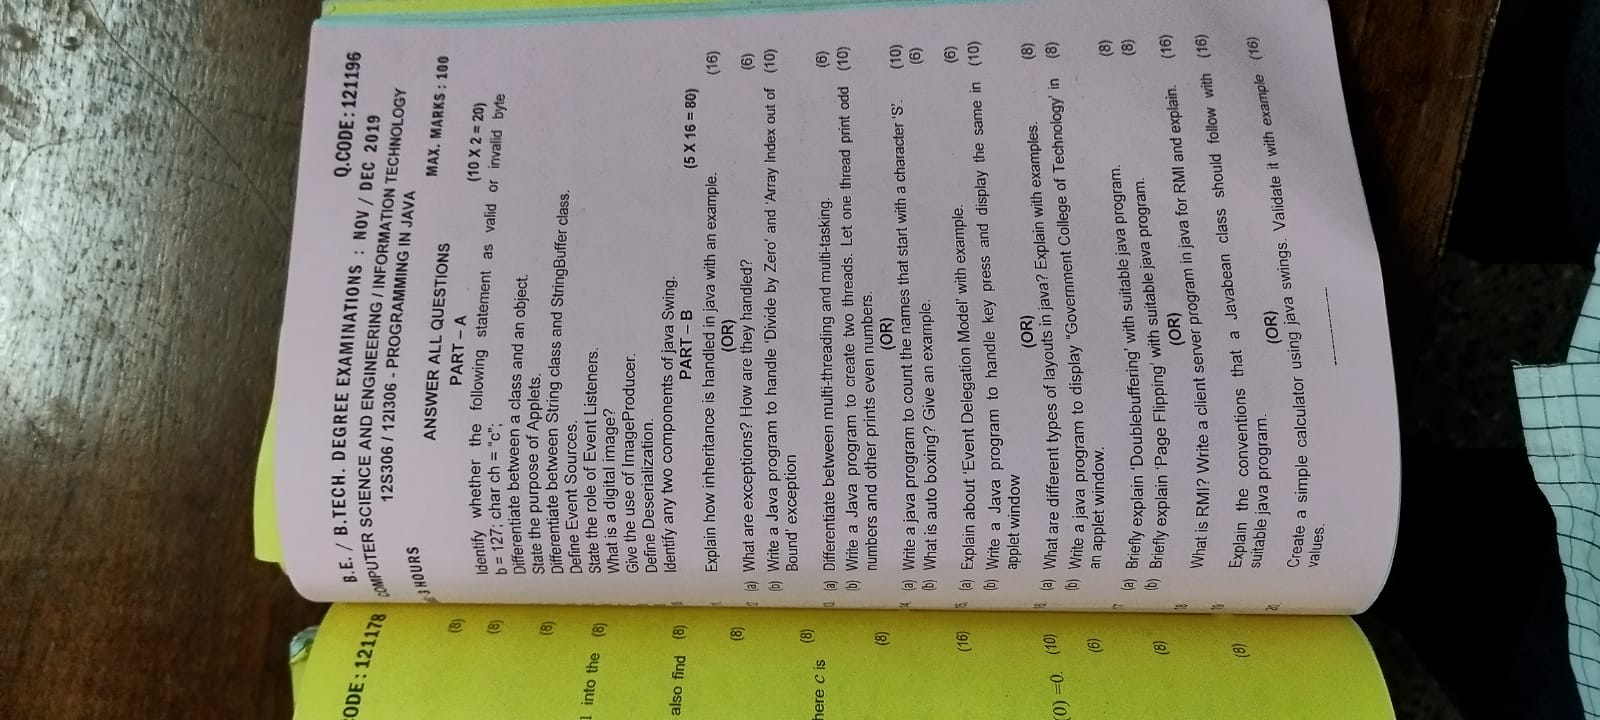 CODE : 121178
(8)
(8)
(8)
into the (8)
also find (8)
(8)
(8)
here C is
(8)
(16)
(0) =0. (10)
(6)
(8)
(8)
Q.CODE : 121196
B.E. / B.TECH. DEGREE EXAMINATIONS : NOV / DEC 2019
COMPUTER SCIENCE AND ENGINEERING / INFORMATION TECHNOLOGY
12S306 / 12I306 - PROGRAMMING IN JAVA
3 HOURS
MAX. MARKS : 100
ANSWER ALL QUESTIONS
PART – A
(10 X 2 = 20)
Identify whether the following statement as valid or invalid byte
b = 127; char ch = “c”;
Differentiate between a class and an object.
State the purpose of Applets.
Differentiate between String class and StringBuffer class.
Define Event Sources.
State the role of Event Listeners.
What is a digital image?
Give the use of ImageProducer.
Define Deserialization.
Identify any two components of java Swing.
PART – B
(5 X 16 = 80)
Explain how inheritance is handled in java with an example. (16)
(OR)
(a) What are exceptions? How are they handled? (6)
(b) Write a Java program to handle ‘Divide by Zero’ and ‘Array Index out of (10)
Bound’ exception
(a) Differentiate between multi-threading and multi-tasking. (6)
(b) Write a Java program to create two threads. Let one thread print odd (10)
numbers and other prints even numbers.
(OR)
(a) Write a java program to count the names that start with a character ‘S’. (10)
(b) What is auto boxing? Give an example. (6)
(a) Explain about ‘Event Delegation Model’ with example. (6)
(b) Write a Java program to handle key press and display the same in (10)
applet window
(OR)
(a) What are different types of layouts in java? Explain with examples. (8)
(b) Write a java program to display “Government College of Technology’ in (8)
an applet window.
17
(a) Briefly explain ‘Doublebuffering’ with suitable java program. (8)
(b) Briefly explain ‘Page Flipping’ with suitable java program. (8)
(OR)
18
What is RMI? Write a client server program in java for RMI and explain. (16)
19
Explain the conventions that a Javabean class should follow with (16)
suitable java program.
(OR)
20
Create a simple calculator using java swings. Validate it with example (16)
values.